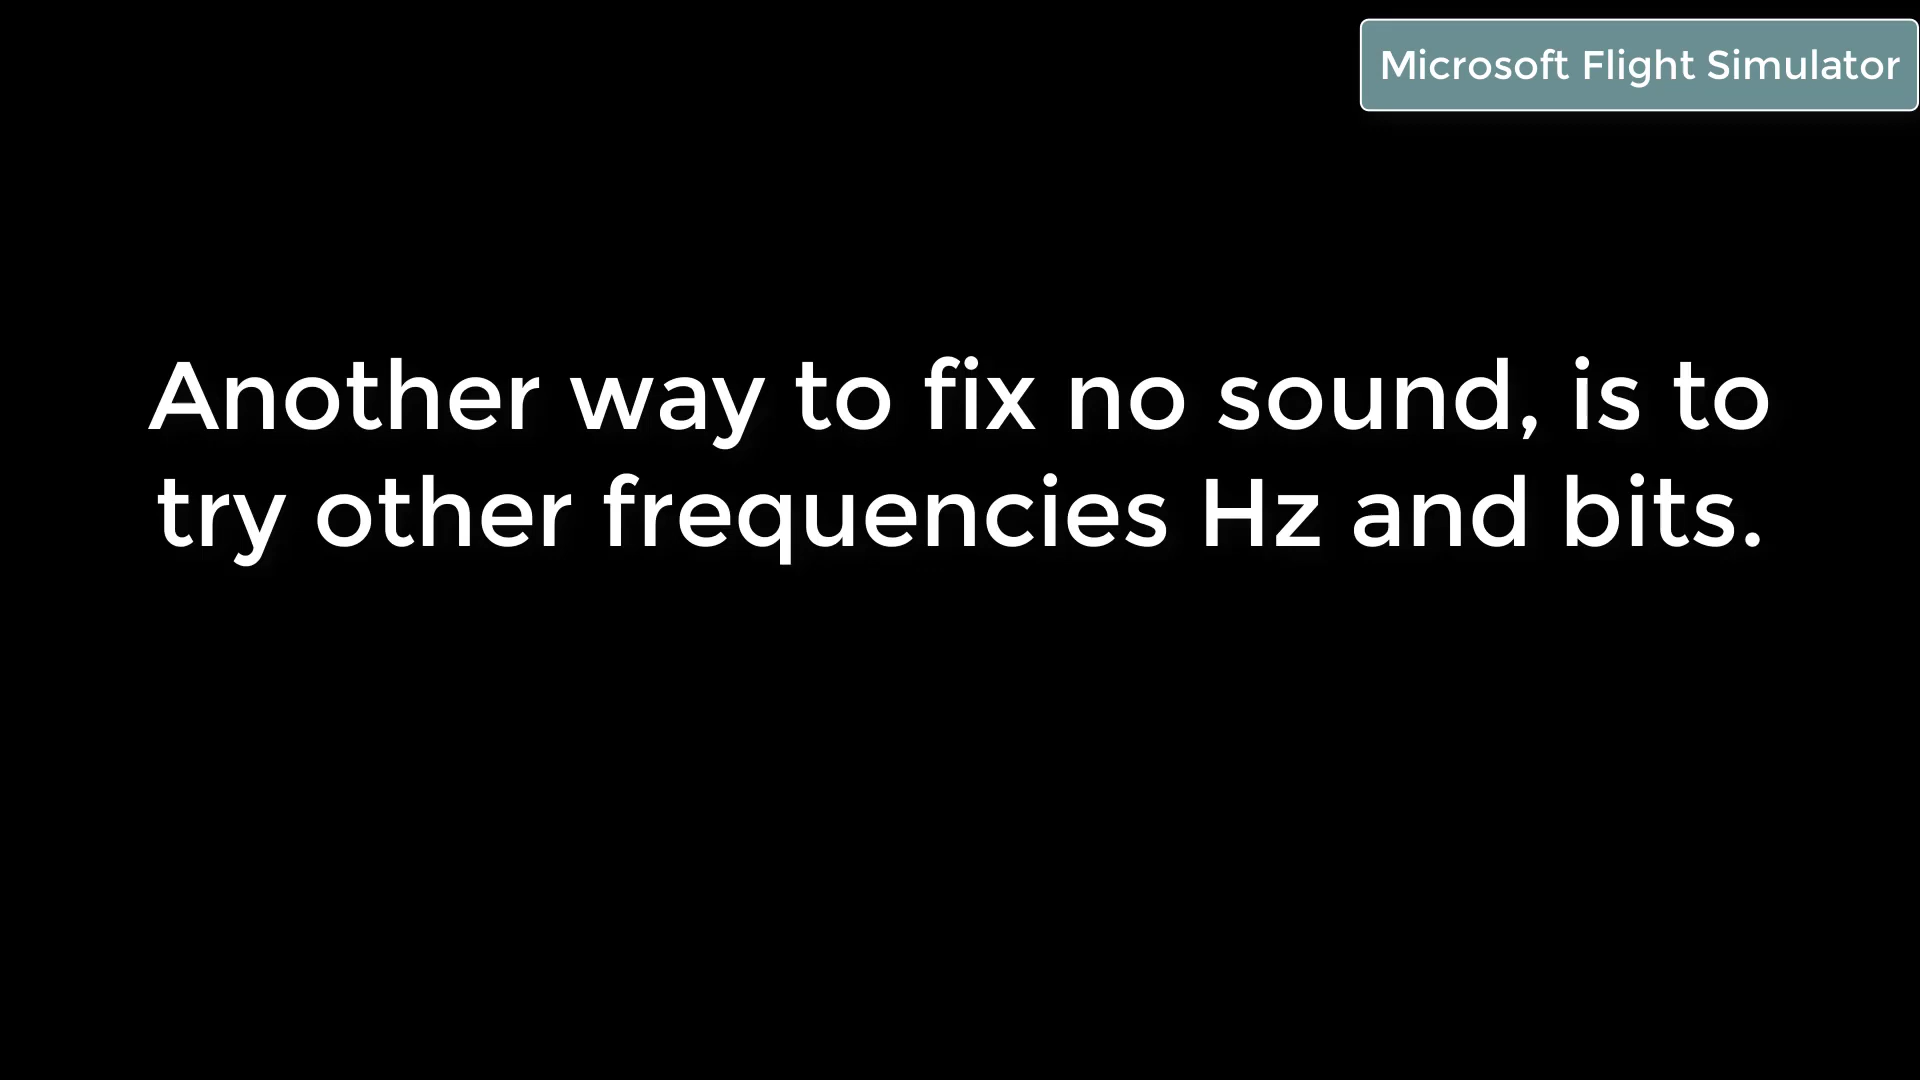 Microsoft Flight Simulator
Another way to fix no sound, is to
try other frequencies Hz and bits.